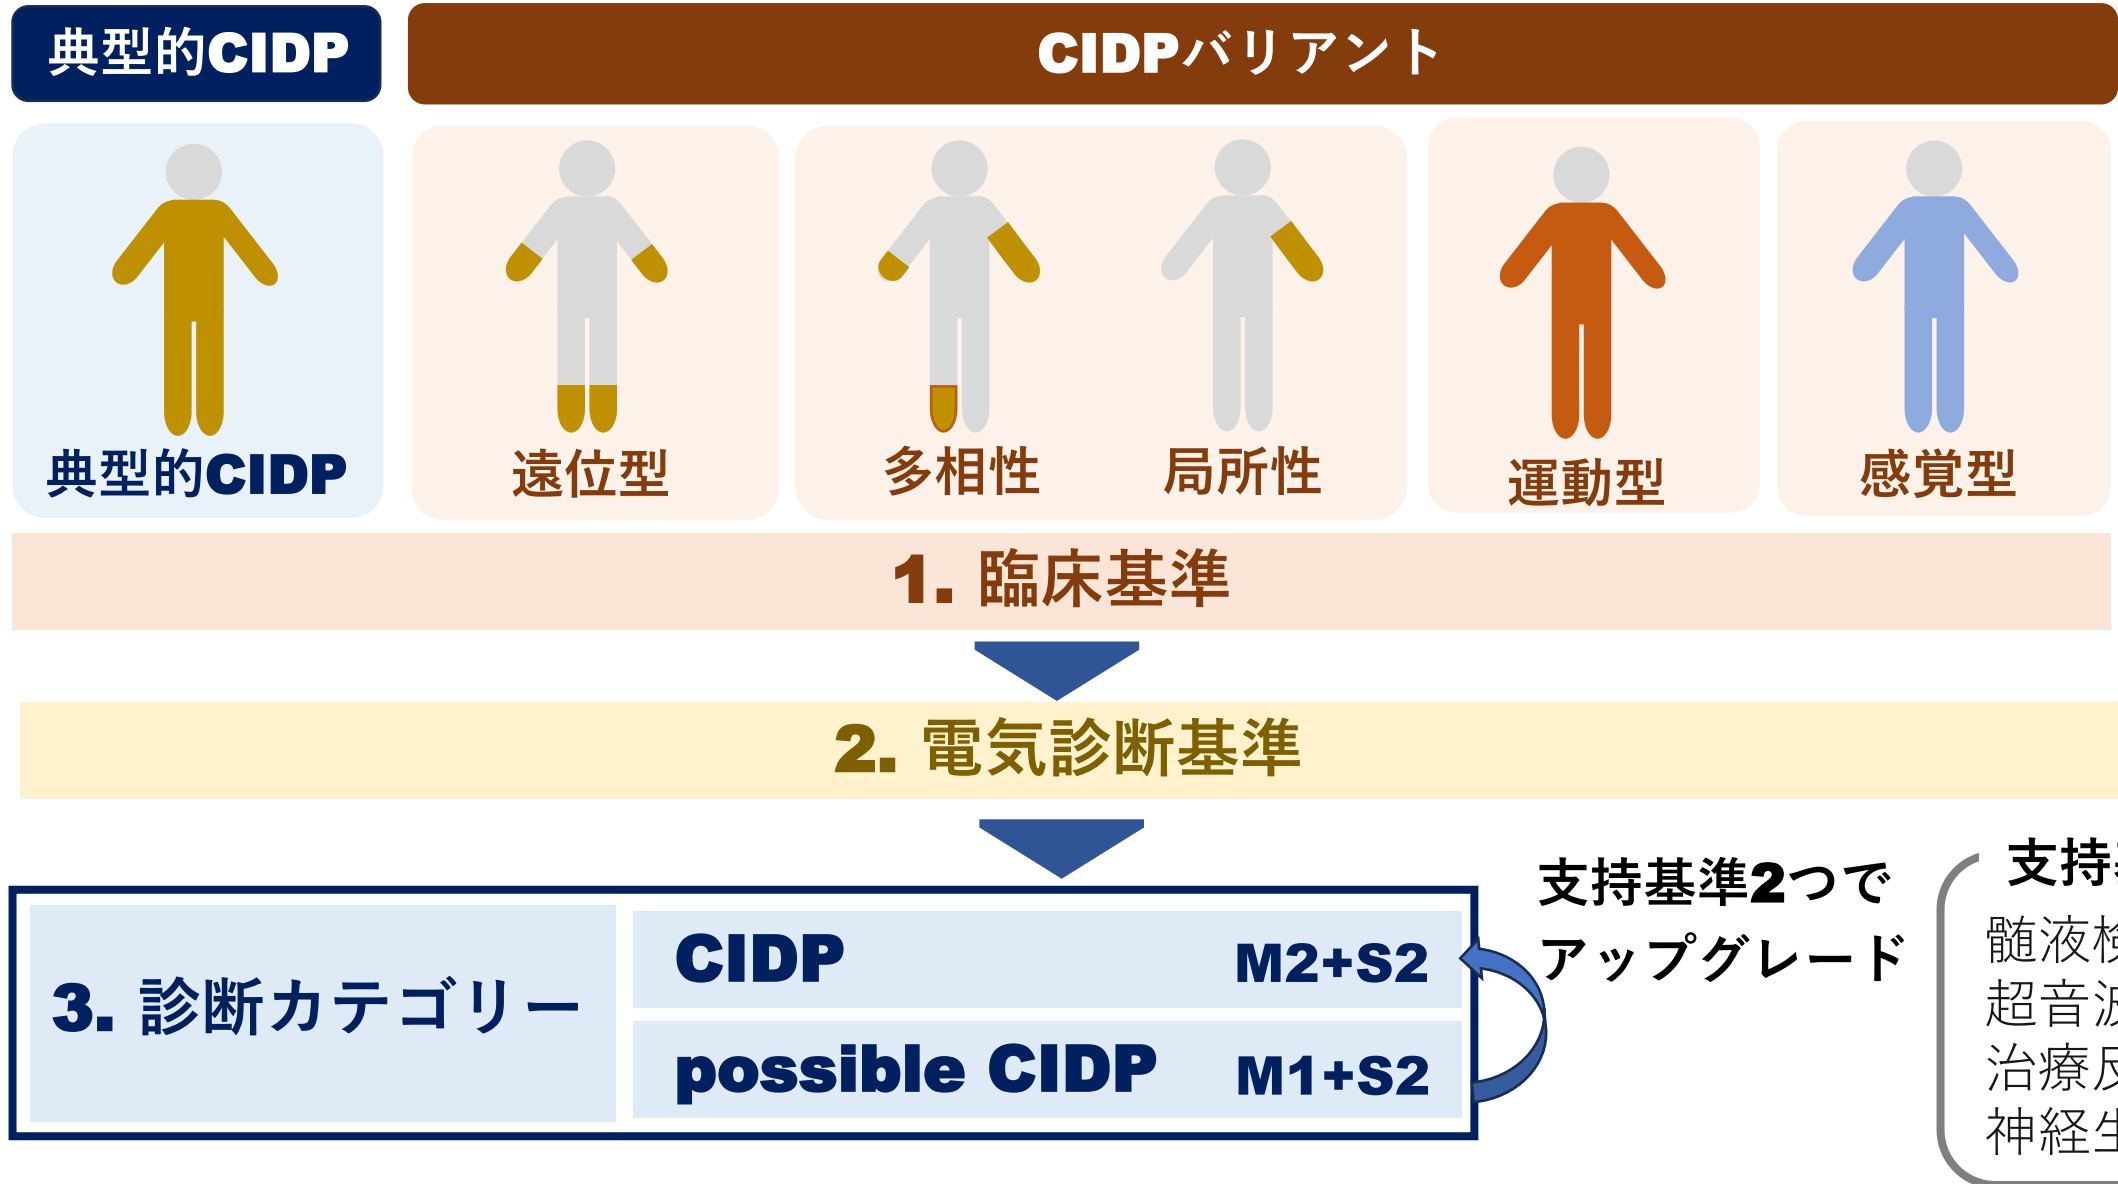 典型的CIDP
CIDPバリアント
典型的CIDP
遠位型
多相性
局所性
運動型
感覚型
1. 臨床基準
2. 電気診断基準
3. 診断カテゴリー
CIDP M2+S2
possible CIDP M1+S2
支持基準2つで
アップグレード
支持
髄液
超音
治療
神経